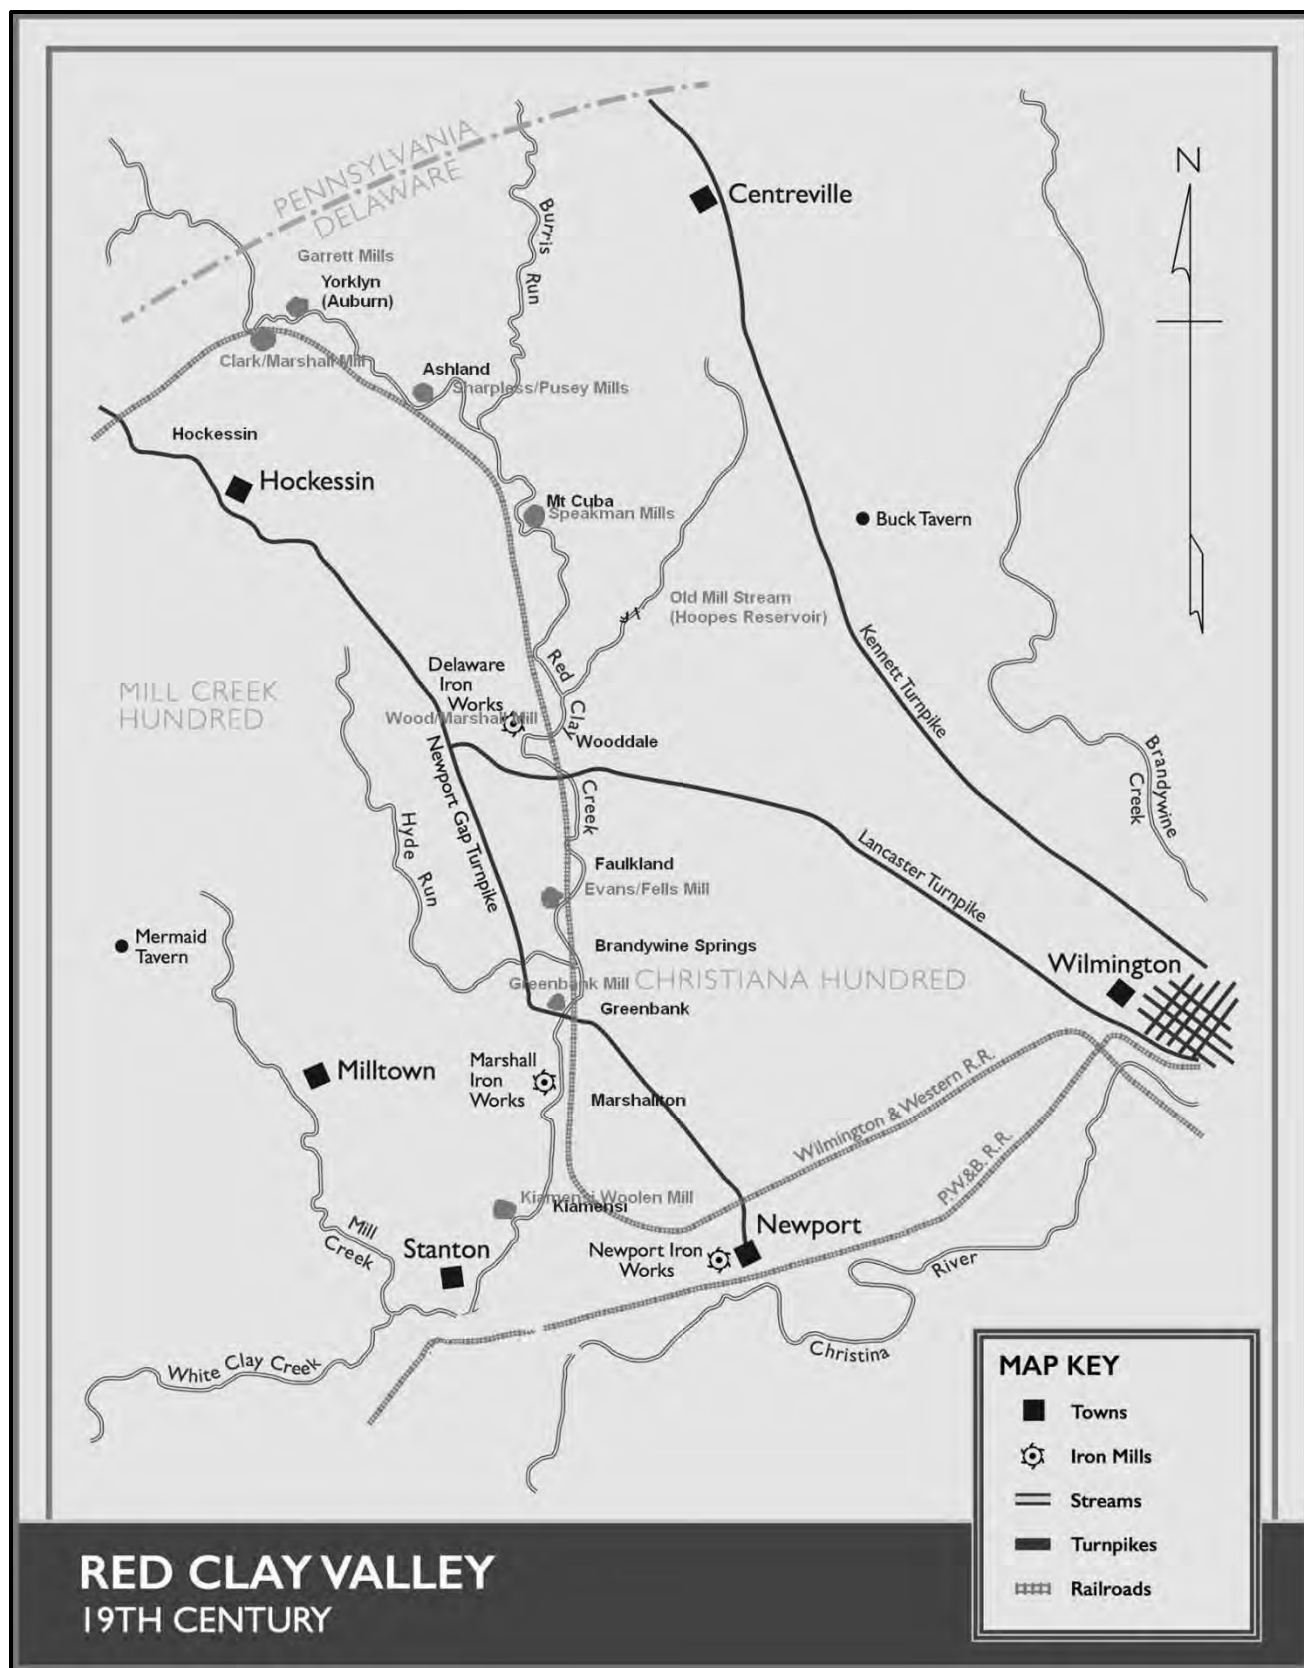 PENNSYLVANIA
DELAWARE
N
Centreville
Burris
Run
Garrett Mills
Yorklyn
(Auburn)
Clark/Marshall Mill
Ashland
Sharpless/Pusey Mills
Hockessin
Hockessin
Mt Cuba
Speakman Mills
Buck Tavern
Old Mill Stream
(Hoopes Reservoir)
Kennett Turnpike
Red
Clay
Creek
Delaware
Iron
Works
Wood/Marshall Mill
Wooddale
MILL CREEK
HUNDRED
Newport Gap Turnpike
Brandywine
Creek
Hyde
Run
Lancaster Turnpike
Faulkland
Evans/Fells Mill
Mermaid
Tavern
Brandywine Springs
CHRISTIANA HUNDRED
Wilmington
Greenbank Mill
Greenbank
Milltown
Marshall
Iron
Works
Marshallton
Wilmington & Western R.R.
P.W.&B. R.R.
Kiamensi Woolen Mill
Kiamensi
Mill
Creek
Stanton
Newport
Newport Iron
Works
River
Christina
White Clay Creek
MAP KEY
Towns
Iron Mills
Streams
Turnpikes
Railroads
RED CLAY VALLEY
19TH CENTURY